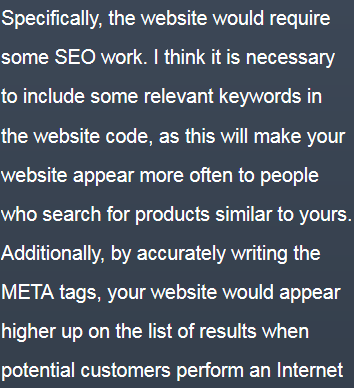 Specifically, the website would require
some SEO work. I think it is necessary
to include some relevant keywords in
the website code, as this will make your
website appear more often to people
who search for products similar to yours.
Additionally, by accurately writing the
META tags, your website would appear
higher up on the list of results when
potential customers perform an Internet